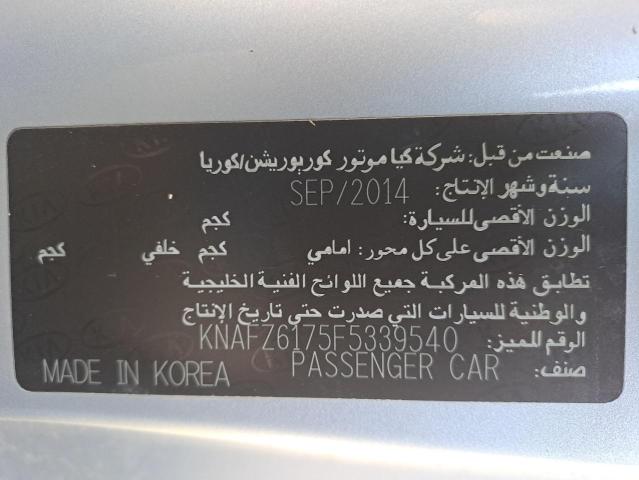 صنعت من قبل: شركة كيا موتور كوربوريشن/كوريا
سنة وشهر الإنتاج: SEP/2014
الوزن الأقصى للسيارة: كجم
الوزن الأقصى على كل محور: امامي كجم خلفي كجم
تطابق هذه المركبة جميع اللوائح الفنية الخليجية
والوطنية للسيارات التي صدرت حتي تاريخ الإنتاج
الرقم المميز: KNAFZ6175F5339540
صنف: PASSENGER CAR
MADE IN KOREA